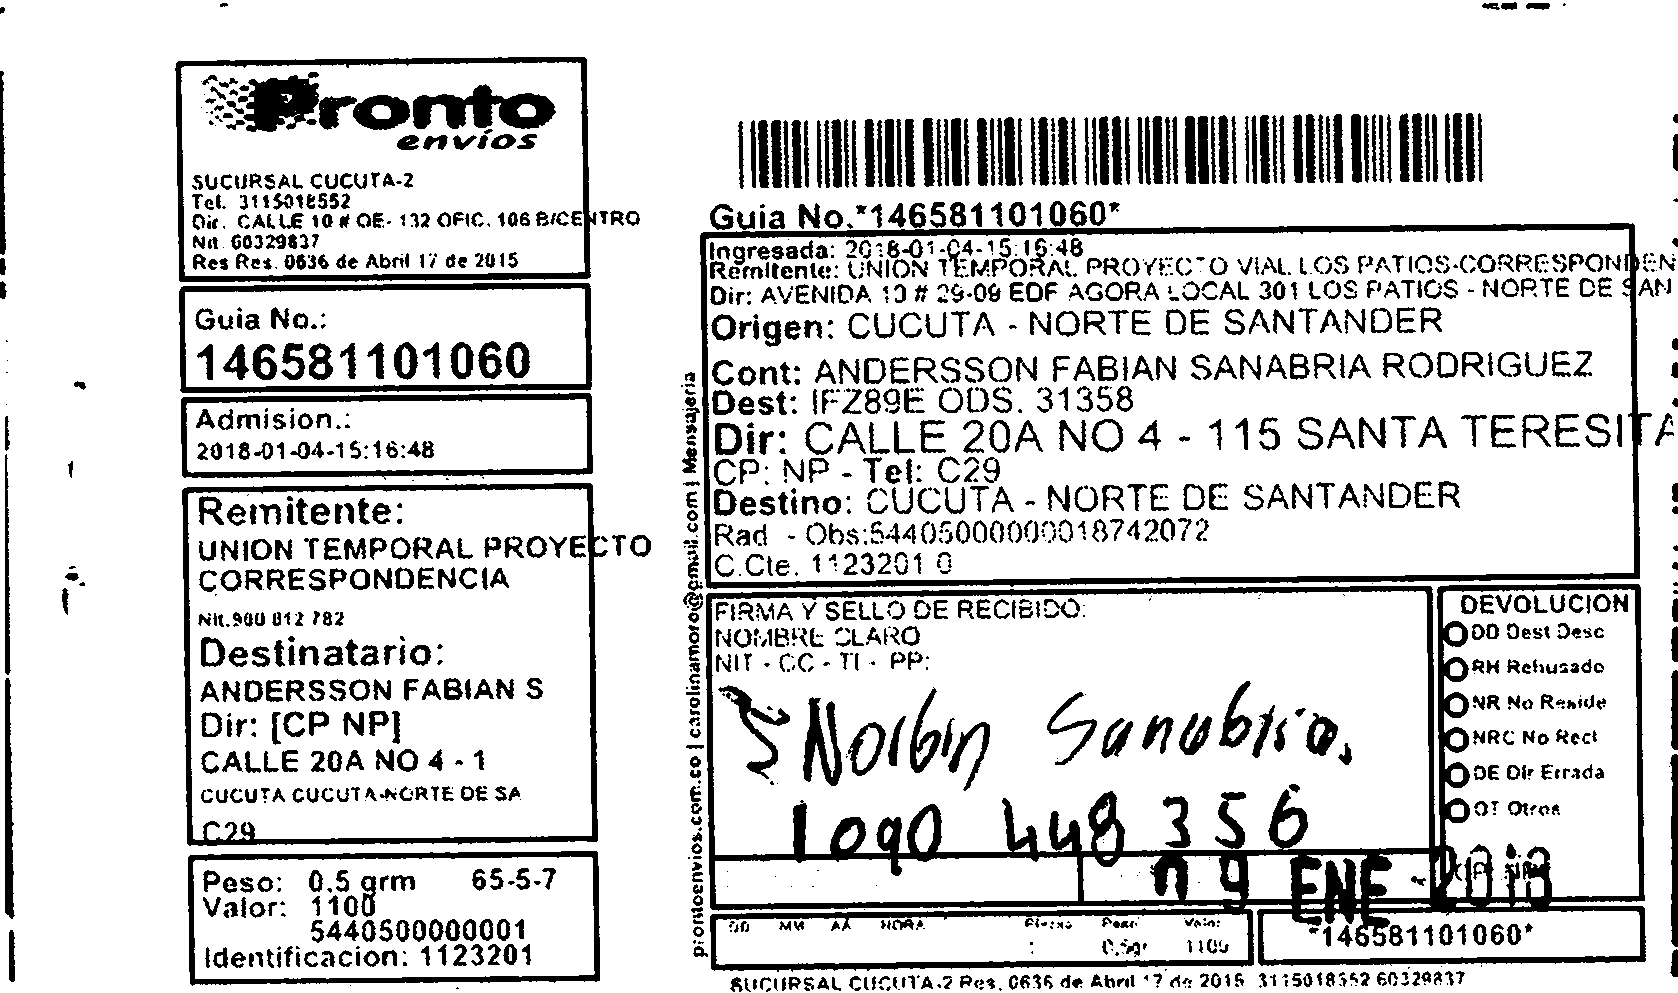 Pronto
envíos
SUCURSAL CUCUTA-2
Tel. 3115018552
Dir. CALLE 10 # OE- 132 OFIC. 106 B/CENTRO
Nit. 60329837
Res Res. 0636 de Abril 17 de 2015
Guia No.:
146581101060
Admision.:
2018-01-04-15:16:48
Remitente:
UNION TEMPORAL PROYECTO
CORRESPONDENCIA
Nit.900 812 782
Destinatario:
ANDERSSON FABIAN S
Dir: [CP NP]
CALLE 20A NO 4 - 1
CUCUTA CUCUTA-NORTE DE SA
C29
Peso: 0.5 grm 65-5-7
Valor: 1100
5440500000001
Identificacion: 1123201
prontoenvios.com.co | carolinamoro@gmail.com | Mensajeria
Guia No.*146581101060*
Ingresada: 2018-01-04-15:16:48
Remitente: UNION TEMPORAL PROYECTO VIAL LOS PATIOS-CORRESPONDEN
Dir: AVENIDA 10 # 29-09 EDF AGORA LOCAL 301 LOS PATIOS - NORTE DE SAN
Origen: CUCUTA - NORTE DE SANTANDER
Cont: ANDERSSON FABIAN SANABRIA RODRIGUEZ
Dest: IFZ89E ODS. 31358
Dir: CALLE 20A NO 4 - 115 SANTA TERESITA
CP: NP - Tel: C29
Destino: CUCUTA - NORTE DE SANTANDER
Rad - Obs:544050000000018742072
C.Cte. 1123201 0
FIRMA Y SELLO DE RECIBIDO:
NOMBRE CLARO
NIT - CC - TI - PP:
Norbin Sanabria.
1090 448 356
09 ENE 2018
DEVOLUCION
DD Dest Desc
RH Rehusado
NR No Reside
NRC No Recl
DE Dir Errada
OT Otros
DD MM AA HORA Piezas Peso: Valor:
0.5gr 1100
*146581101060*
SUCURSAL CUCUTA-2 Res. 0636 de Abril 17 de 2015 3115018552 60329837